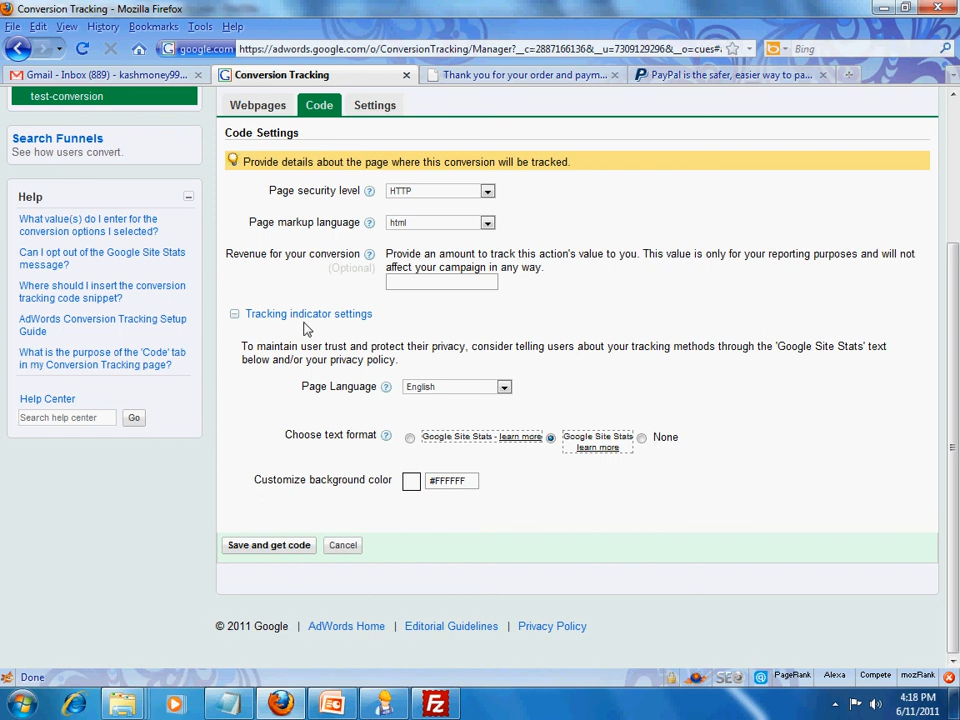 Conversion Tracking - Mozilla Firefox
File Edit View History Bookmarks Tools Help
google.com https://adwords.google.com/o/ConversionTracking/Manager?__c=2887166136&__u=7309129296&__o=cues#
Bing
Gmail - Inbox (889) - kashmoney99...
Conversion Tracking
Thank you for your order and paym...
PayPal is the safer, easier way to pa...
test-conversion
Search Funnels
See how users convert.
Help
What value(s) do I enter for the
conversion options I selected?
Can I opt out of the Google Site Stats
message?
Where should I insert the conversion
tracking code snippet?
AdWords Conversion Tracking Setup
Guide
What is the purpose of the 'Code' tab
in my Conversion Tracking page?
Help Center
Search help center Go
Webpages Code Settings
Code Settings
Provide details about the page where this conversion will be tracked.
Page security level ? HTTP
Page markup language ? html
Revenue for your conversion ? Provide an amount to track this action's value to you. This value is only for your reporting purposes and will not
(Optional) affect your campaign in any way.
Tracking indicator settings
To maintain user trust and protect their privacy, consider telling users about your tracking methods through the 'Google Site Stats' text
below and/or your privacy policy.
Page Language ? English
Choose text format ? Google Site Stats - learn more Google Site Stats None
learn more
Customize background color #FFFFFF
Save and get code Cancel
© 2011 Google | AdWords Home | Editorial Guidelines | Privacy Policy
Done
PageRank Alexa Compete mozRank
4:18 PM
6/11/2011